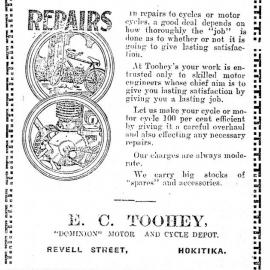 REPAIRS
In repairs to cycles or motor
cycles, a good deal depends on
how thoroughly the "job" is
done as to whether or not it is
going to give lasting satisfac-
tion.
At Toohey's your work is en-
trusted only to skilled motor
engineers whose chief aim is to
give you lasting satisfaction by
giving you a lasting job.
Let us make your cycle or mo-
tor cycle 100 per cent efficient
by giving it a careful overhaul
and also effecting any necessary
repairs.
Our charges are always mode-
rate.
We carry big stocks of
"spares" and accessories.
E. C. TOOHEY.
"DOMINION" MOTOR AND CYCLE DEPOT.
REVELL STREET, HOKITIKA.